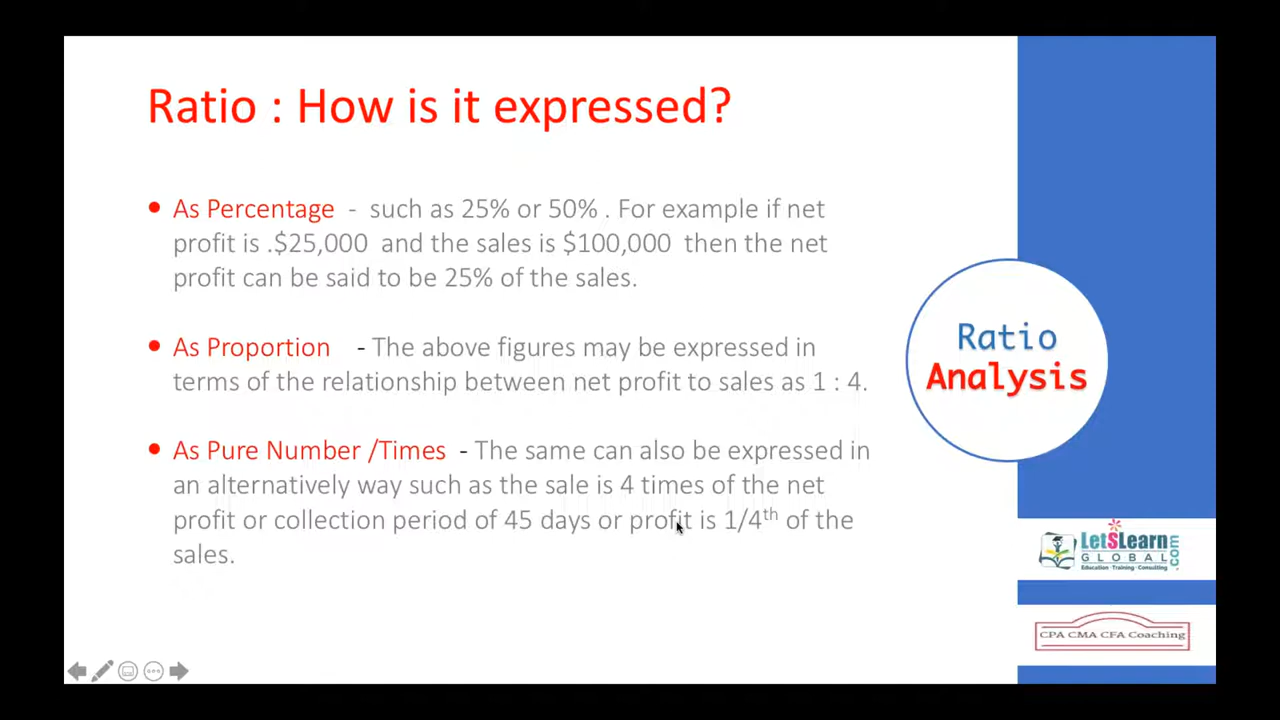 Ratio : How is it expressed?
As Percentage - such as 25% or 50% . For example if net
profit is .$25,000 and the sales is $100,000 then the net
profit can be said to be 25% of the sales.
As Proportion - The above figures may be expressed in
terms of the relationship between net profit to sales as 1 : 4.
As Pure Number /Times - The same can also be expressed in
an alternatively way such as the sale is 4 times of the net
profit or collection period of 45 days or profit is 1/4th of the
sales.
Ratio
Analysis
LetSLearn
GLOBAL.com
Education - Training - Consulting
CPA CMA CFA Coaching